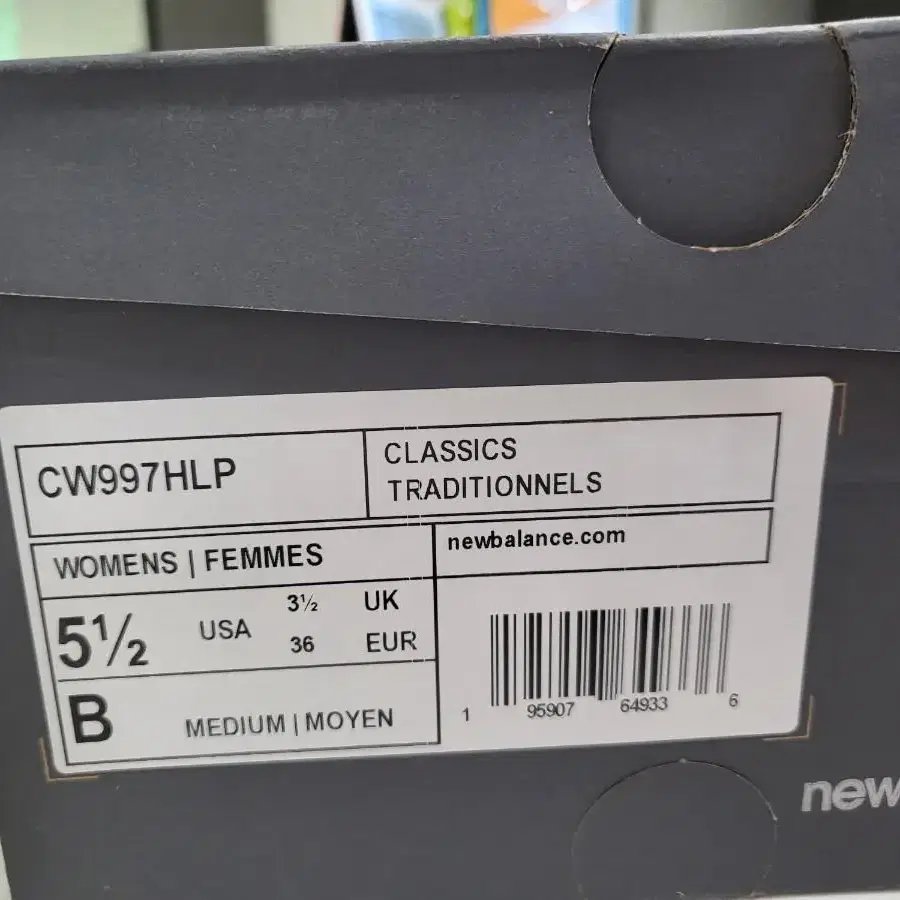 CW997HLP
CLASSICS
TRADITIONNELS
WOMENS | FEMMES
newbalance.com
5½ USA 3½ UK
36 EUR
B MEDIUM | MOYEN
1 95907 64933 6
new